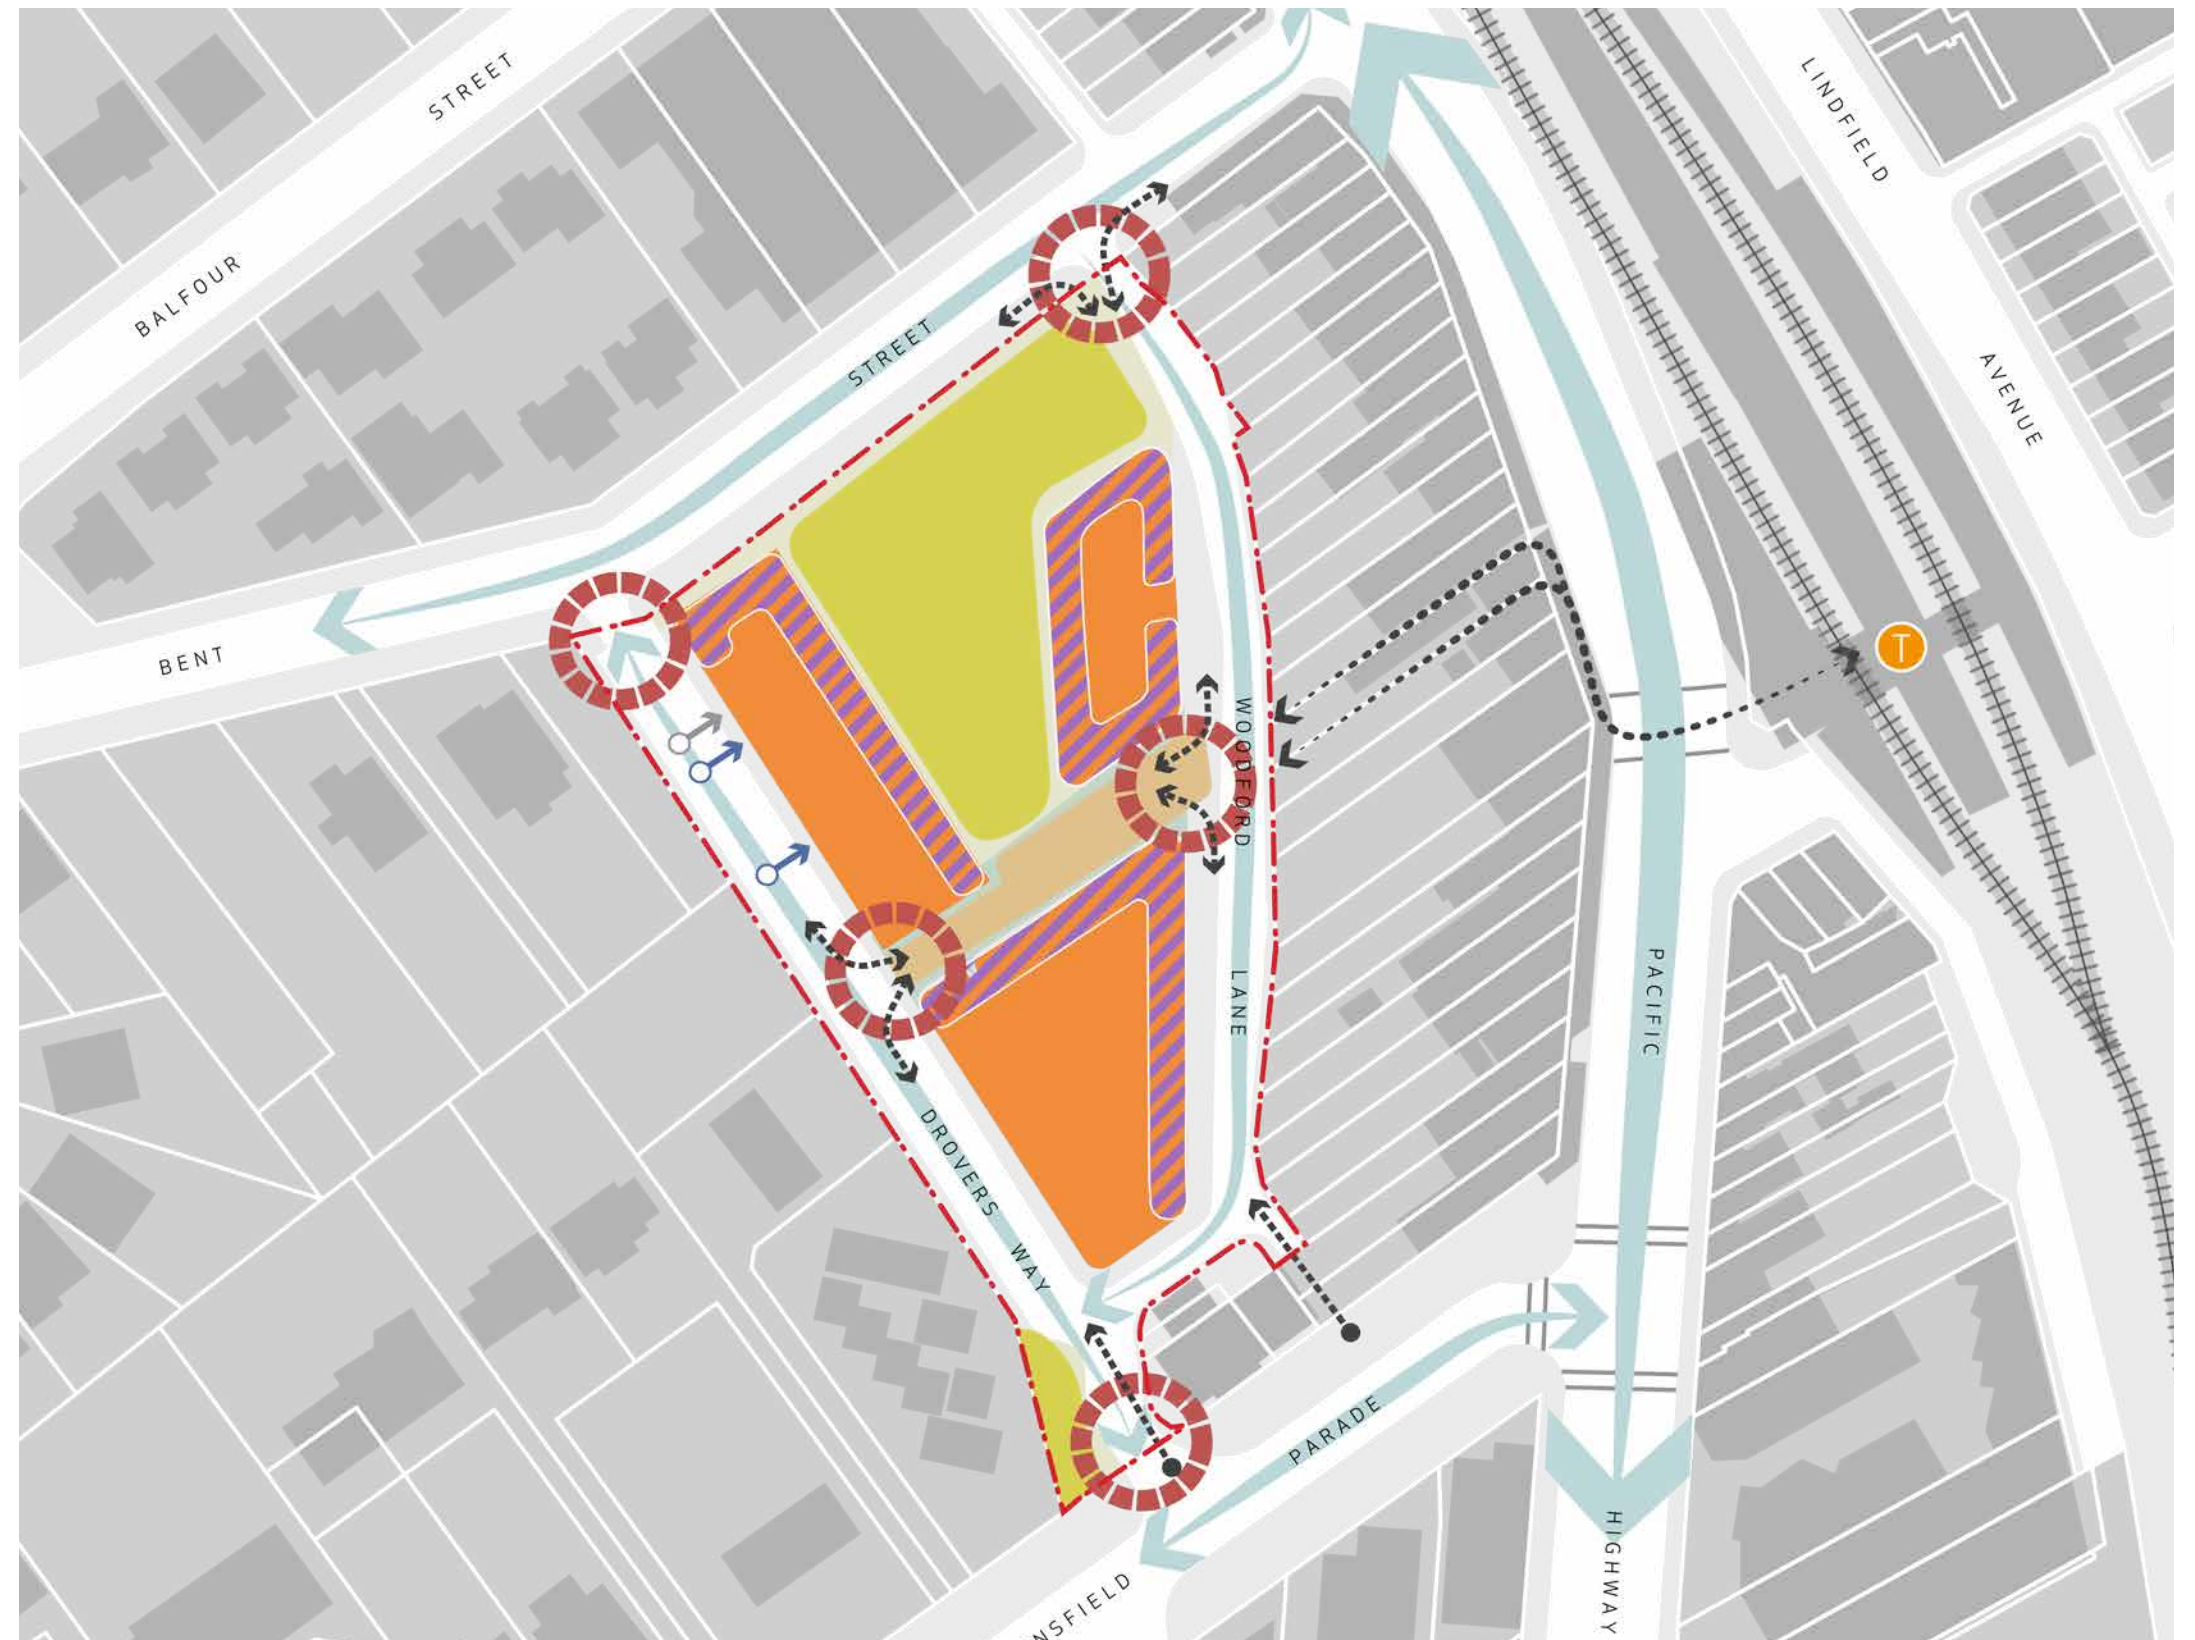 BALFOUR STREET
LINDFIELD AVENUE
BENT STREET
T
WOODFORD LANE
PACIFIC HIGHWAY
DROVERS WAY
NSFIELD PARADE